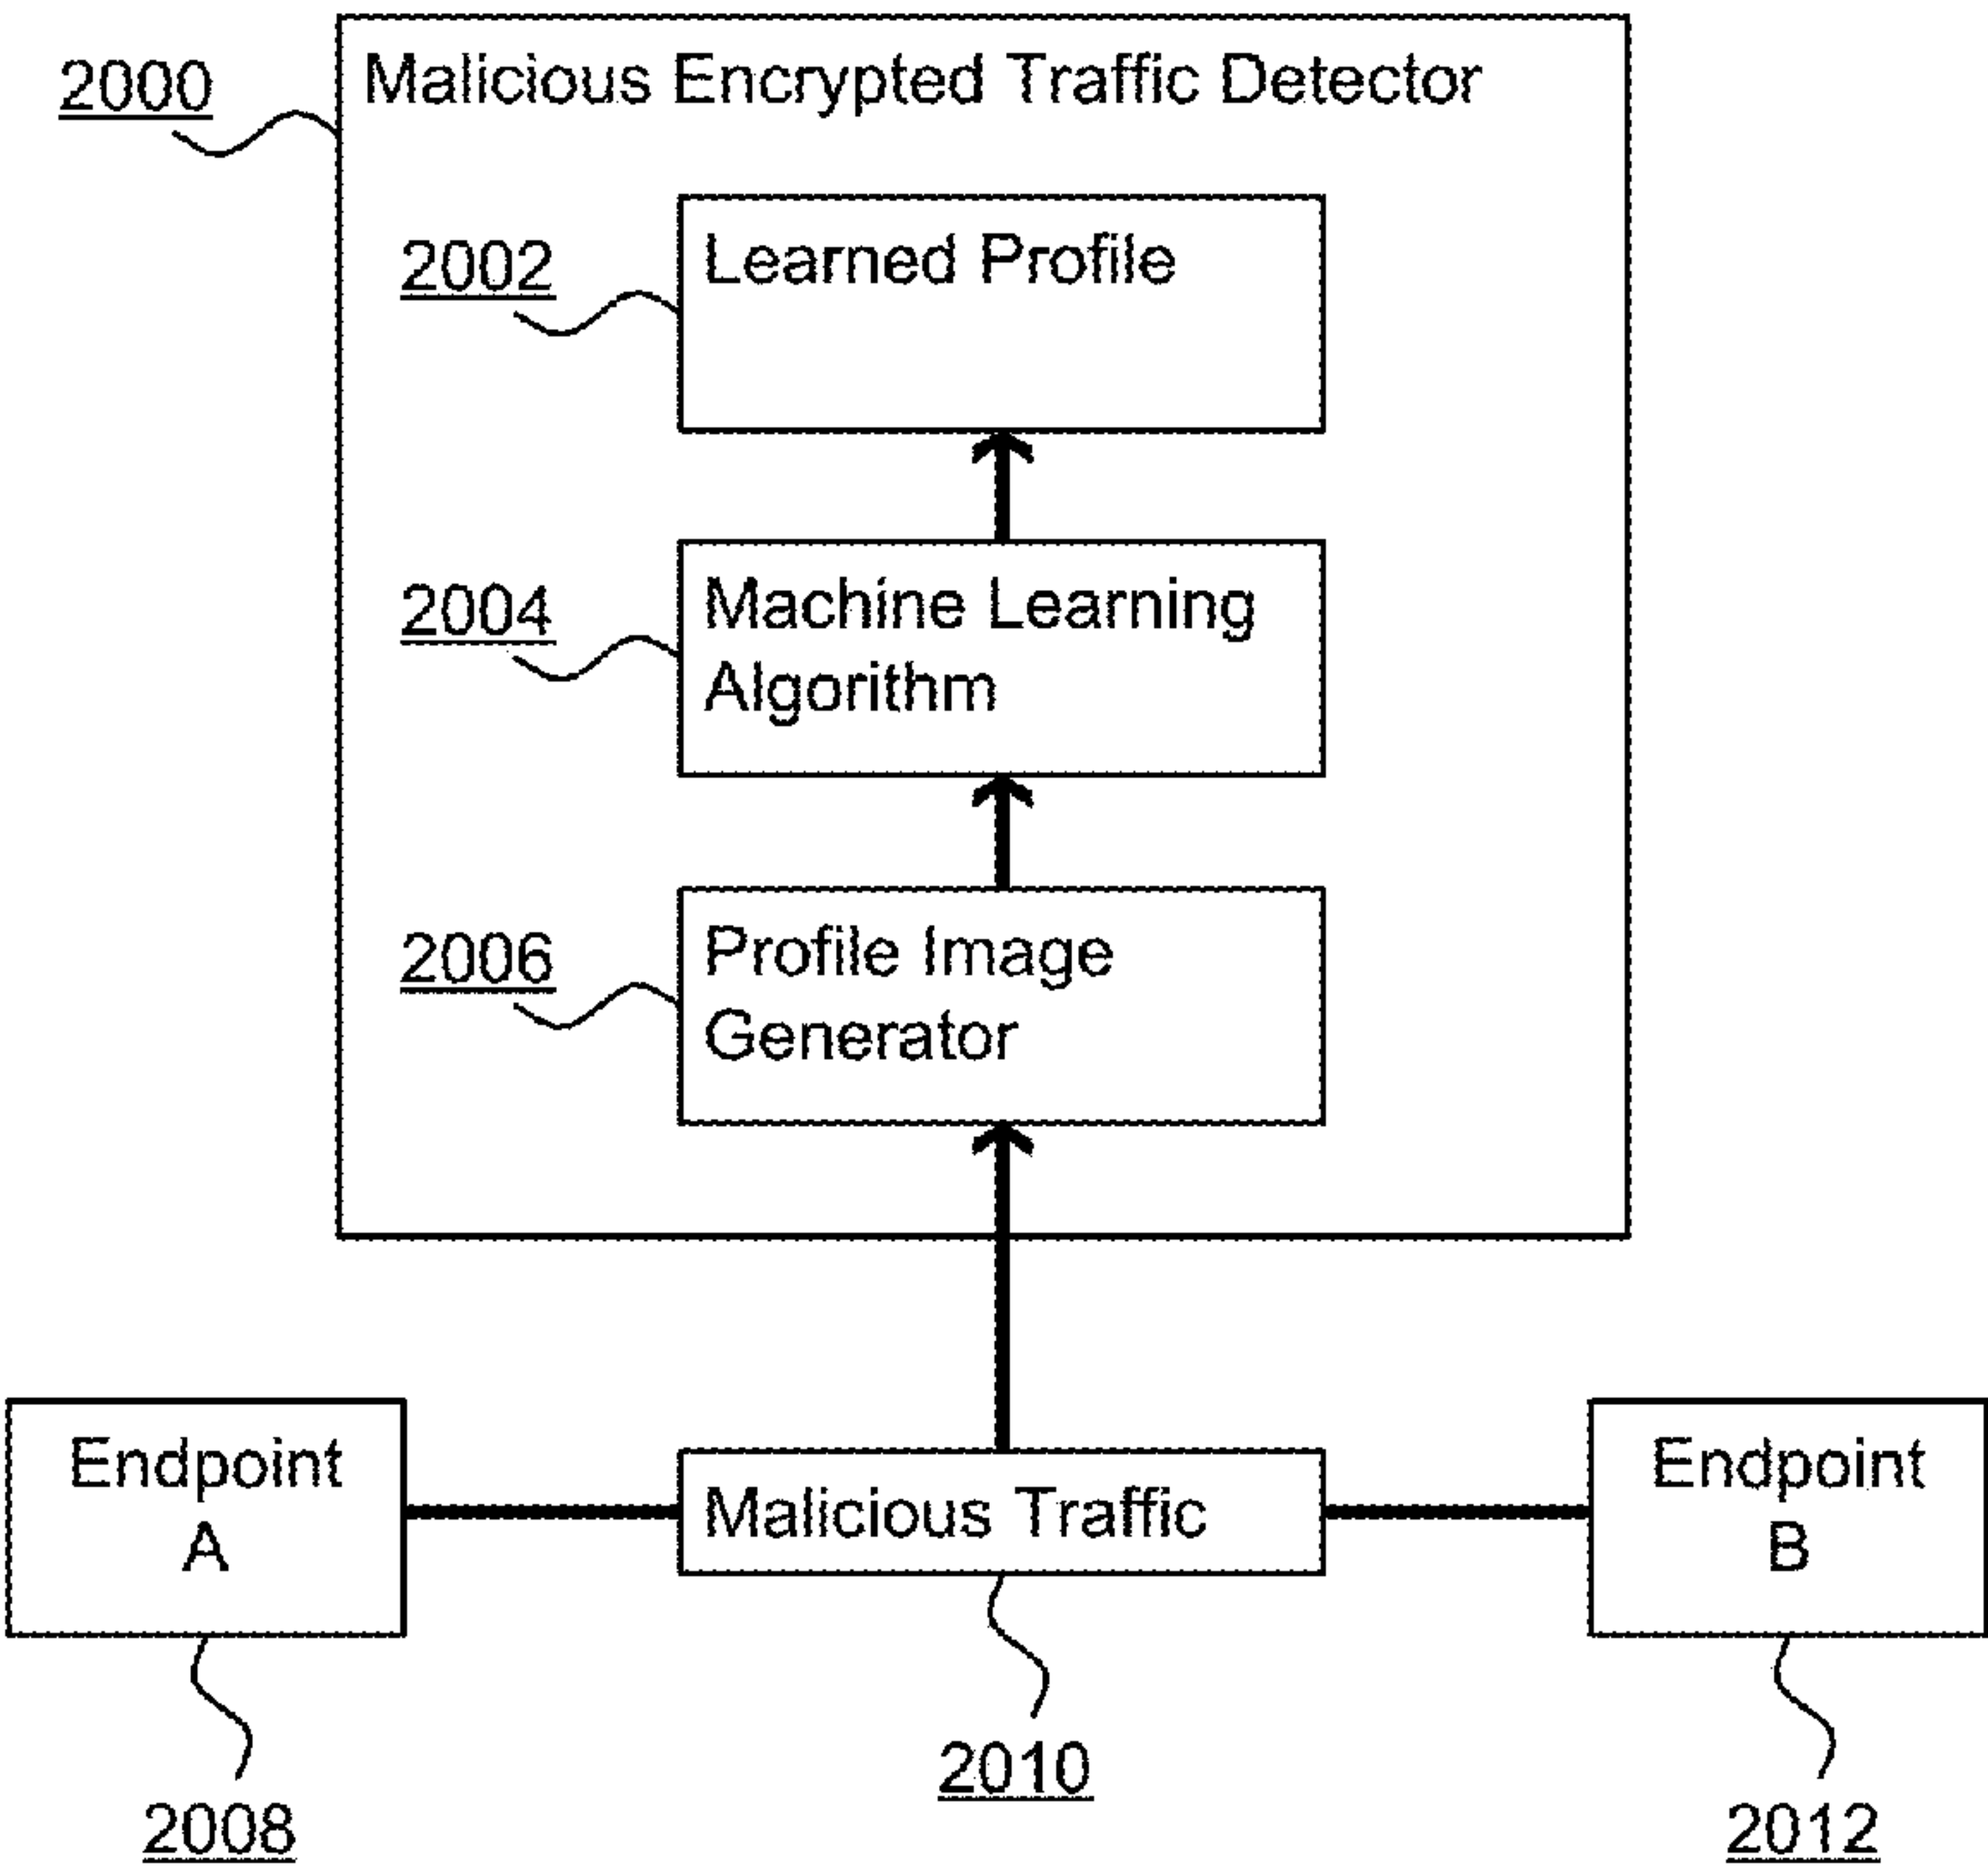 2000
Malicious Encrypted Traffic Detector
2002
Learned Profile
2004
Machine Learning
Algorithm
2006
Profile Image
Generator
Endpoint
A
Malicious Traffic
Endpoint
B
2008
2010
2012